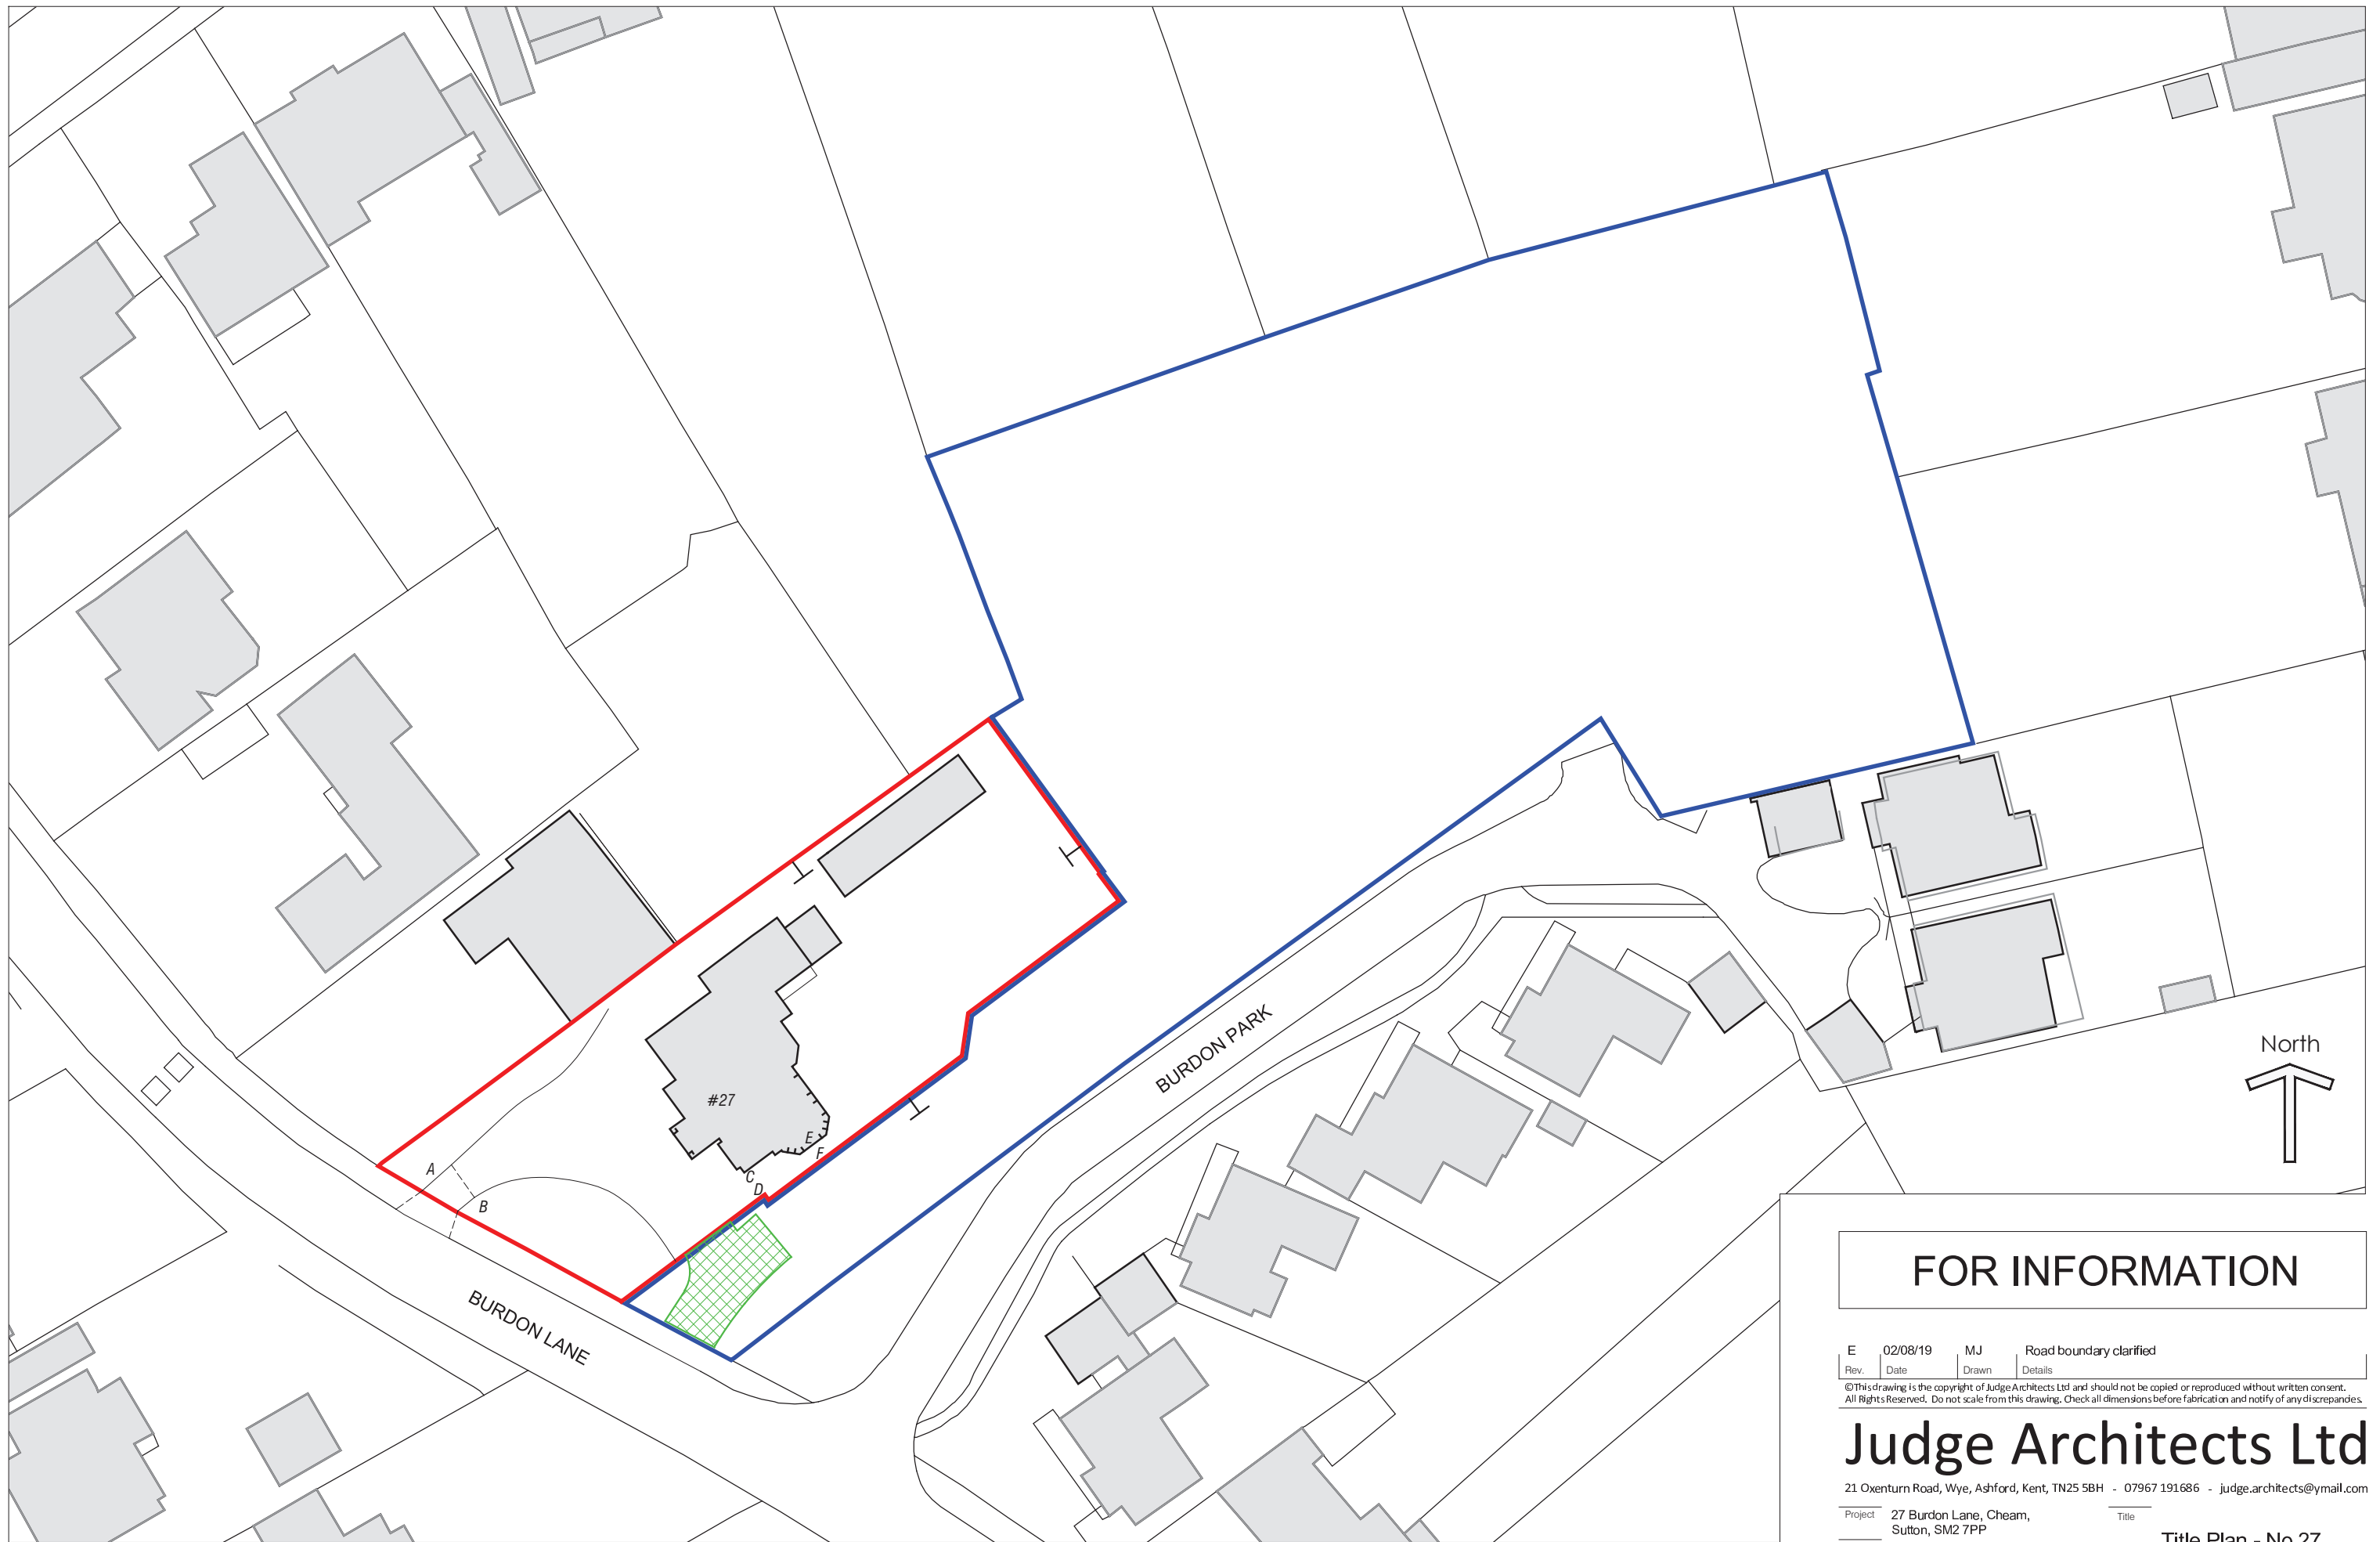 #27
A
B
C
D
E
F
BURDON LANE
BURDON PARK
North
FOR INFORMATION
E 02/08/19 MJ Road boundary clarified
Rev. Date Drawn Details
©This drawing is the copyright of Judge Architects Ltd and should not be copied or reproduced without written consent.
All Rights Reserved. Do not scale from this drawing. Check all dimensions before fabrication and notify of any discrepancies.
Judge Architects Ltd
21 Oxenturn Road, Wye, Ashford, Kent, TN25 5BH - 07967 191686 - judge.architects@ymail.com
Project 27 Burdon Lane, Cheam, Title
Sutton, SM2 7PP
Title Plan - No 27